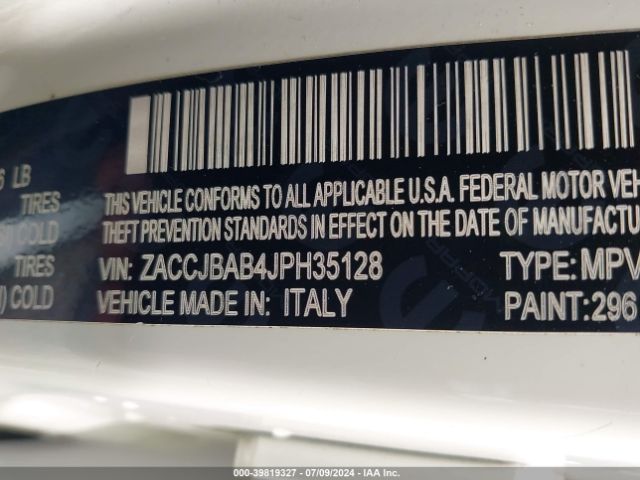 6 LB
THIS VEHICLE CONFORMS TO ALL APPLICABLE U.S.A. FEDERAL MOTOR VEH
TIRES
THEFT PREVENTION STANDARDS IN EFFECT ON THE DATE OF MANUFACTU
COLD
VIN: ZACCJBAB4JPH35128 TYPE: MPV
TIRES
VEHICLE MADE IN: ITALY PAINT:296
) COLD
000-39819327 - 07/09/2024 - IAA Inc.